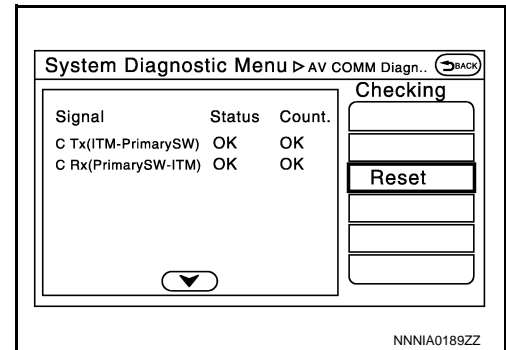 System Diagnostic Menu ▷ AV COMM Diagn.. BACK
Checking
Signal Status Count.
C Tx(ITM-PrimarySW) OK OK
C Rx(PrimarySW-ITM) OK OK
Reset
NNNIA0189ZZ